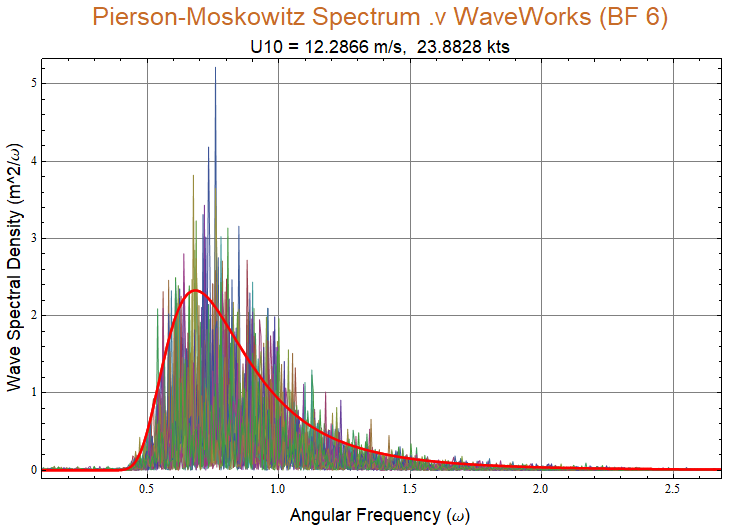 Pierson-Moskowitz Spectrum .v WaveWorks (BF 6)
U10 = 12.2866 m/s, 23.8828 kts
Wave Spectral Density (m^2/ω)
5
4
3
2
1
0
0.5 1.0 1.5 2.0 2.5
Angular Frequency (ω)